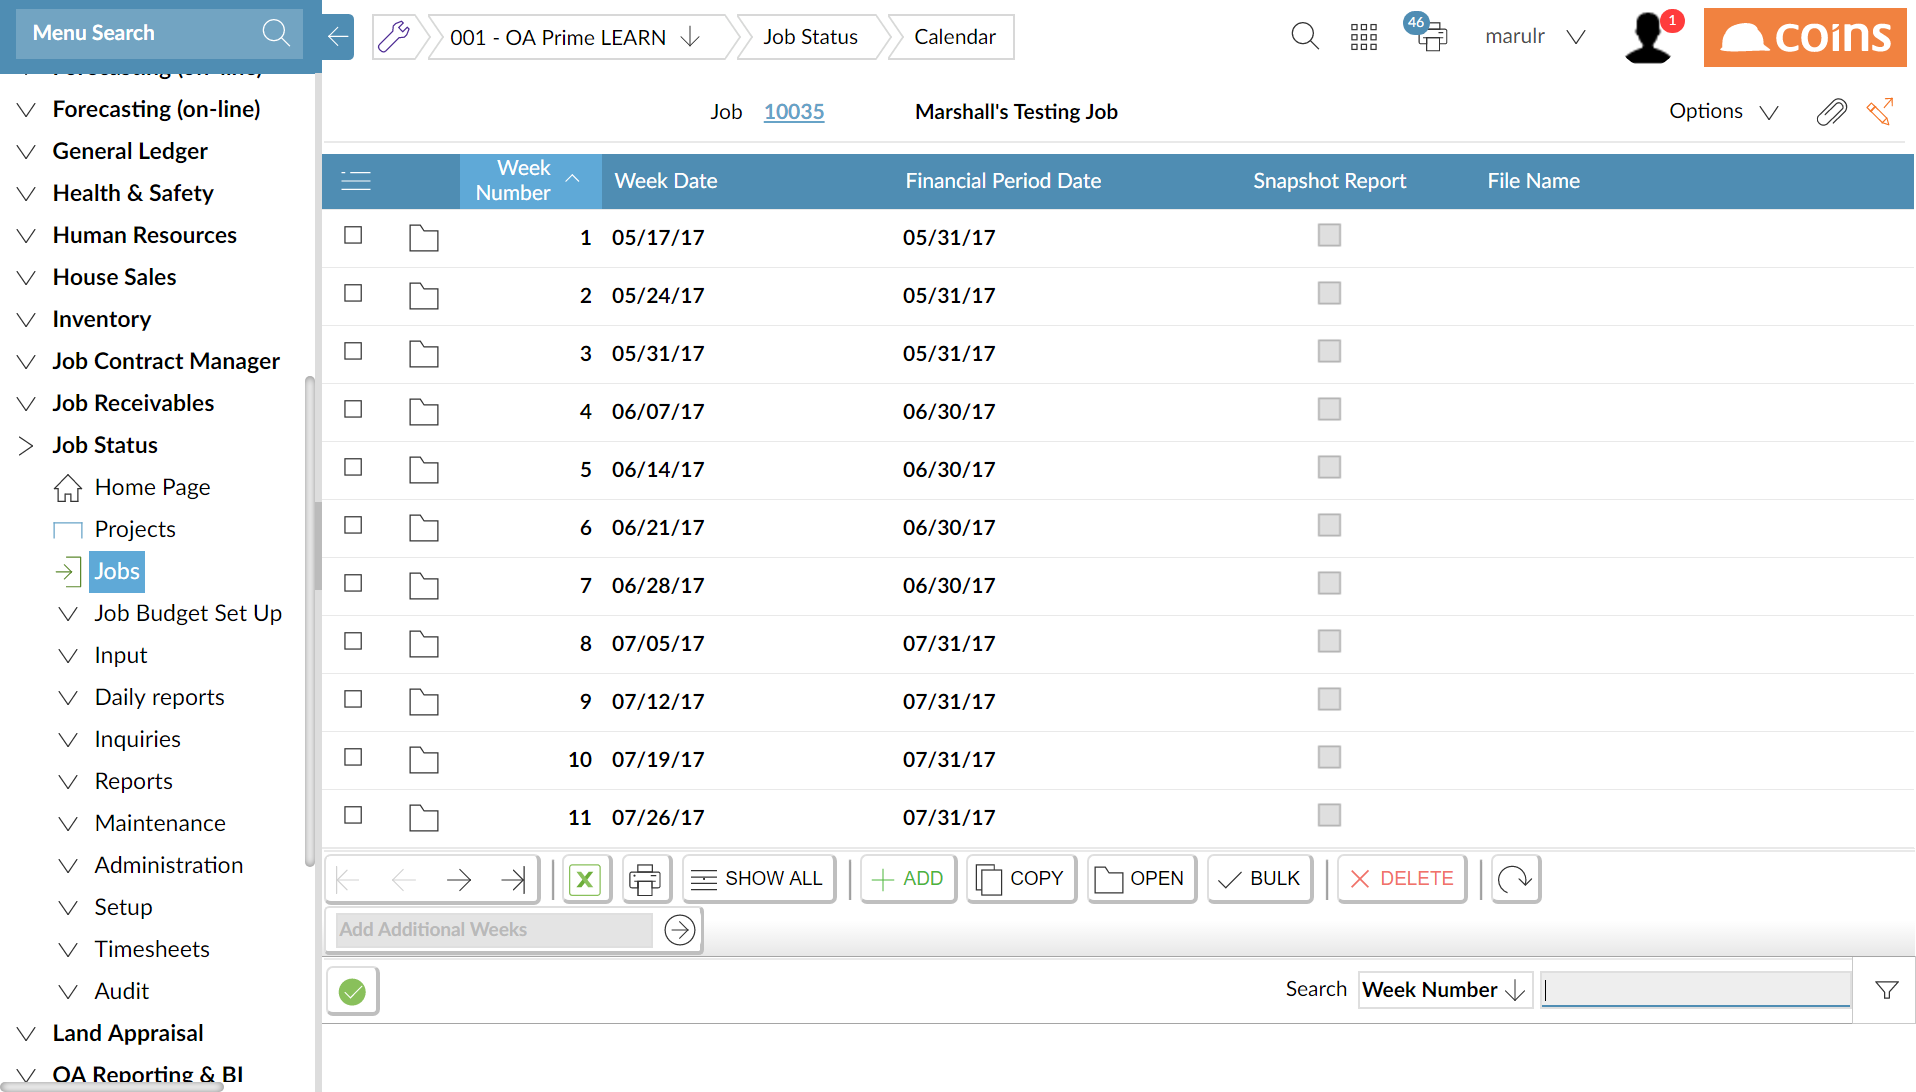 Menu Search
001 - OA Prime LEARN
Job Status
Calendar
46
marulr
1
coins
Forecasting (on-line)
Forecasting (on-line)
General Ledger
Health & Safety
Human Resources
House Sales
Inventory
Job Contract Manager
Job Receivables
Job Status
Home Page
Projects
Jobs
Job Budget Set Up
Input
Daily reports
Inquiries
Reports
Maintenance
Administration
Setup
Timesheets
Audit
Land Appraisal
OA Reporting & BI
Job 10035 Marshall's Testing Job
Options
Week Number Week Date Financial Period Date Snapshot Report File Name
1 05/17/17 05/31/17
2 05/24/17 05/31/17
3 05/31/17 05/31/17
4 06/07/17 06/30/17
5 06/14/17 06/30/17
6 06/21/17 06/30/17
7 06/28/17 06/30/17
8 07/05/17 07/31/17
9 07/12/17 07/31/17
10 07/19/17 07/31/17
11 07/26/17 07/31/17
X SHOW ALL ADD COPY OPEN BULK DELETE
Add Additional Weeks
Search Week Number